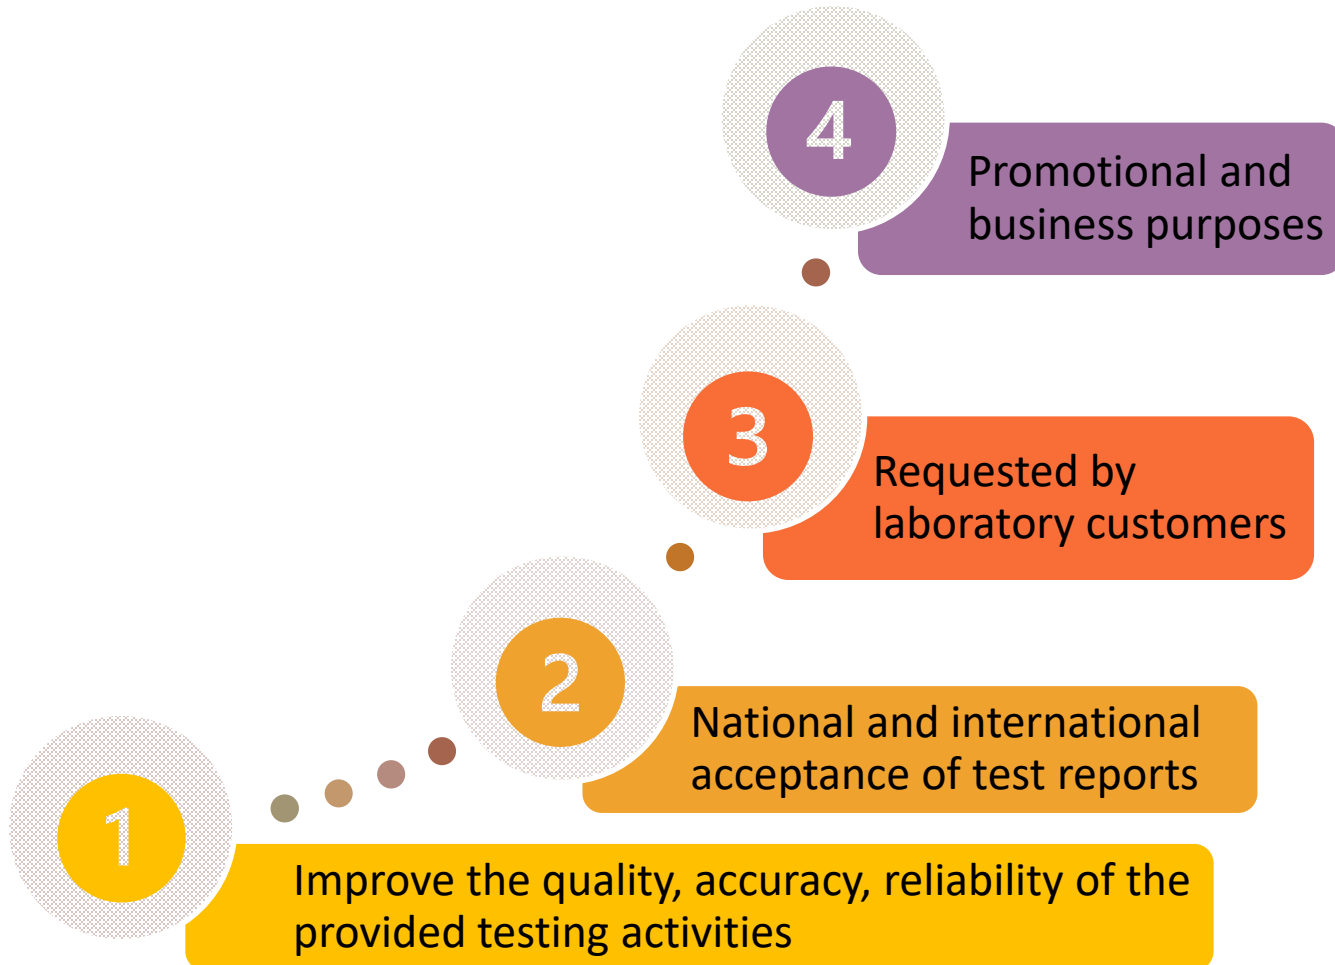 4
Promotional and
business purposes
3
Requested by
laboratory customers
2
National and international
acceptance of test reports
1
Improve the quality, accuracy, reliability of the
provided testing activities